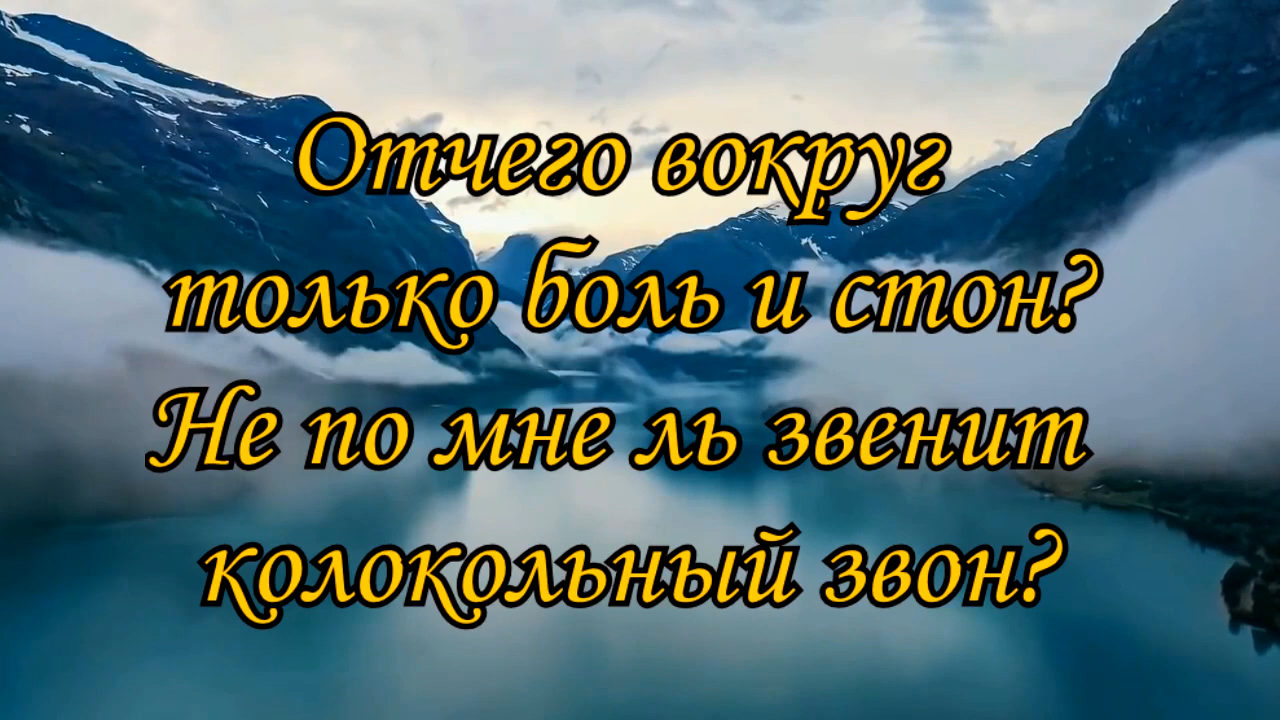 Отчего вокруг
только боль и стон?
Не по мне ль звенит
колокольный звон?